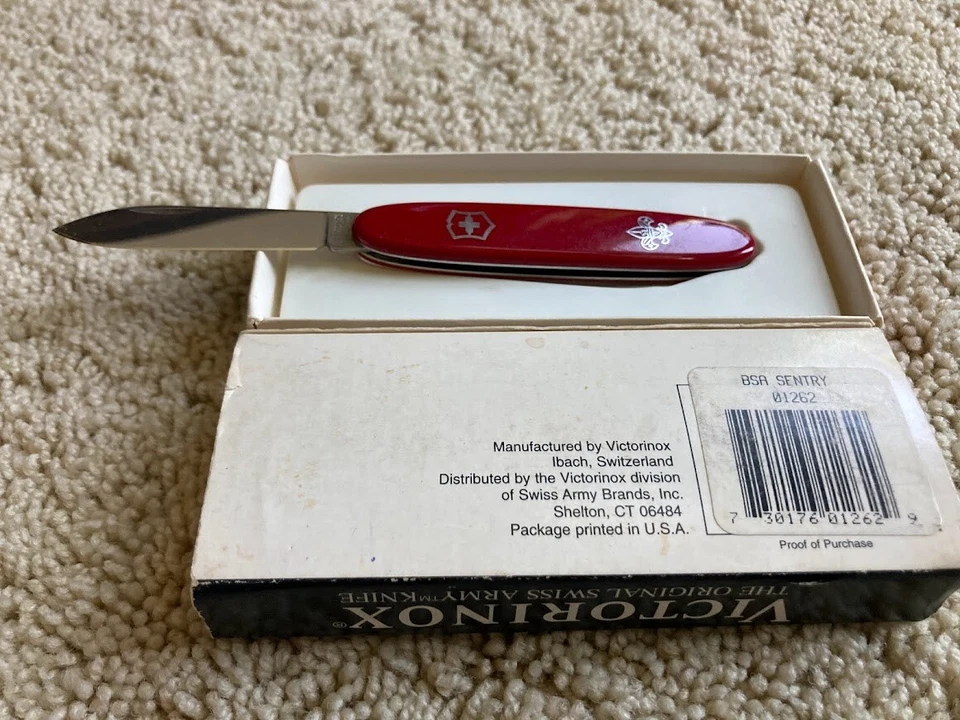 BSA SENTRY
01262
Manufactured by Victorinox
Ibach, Switzerland
Distributed by the Victorinox division
of Swiss Army Brands, Inc.
Shelton, CT 06484
Package printed in U.S.A.
7 30176 01262 9
Proof of Purchase
VICTORINOX®
THE ORIGINAL SWISS ARMY™ KNIFE